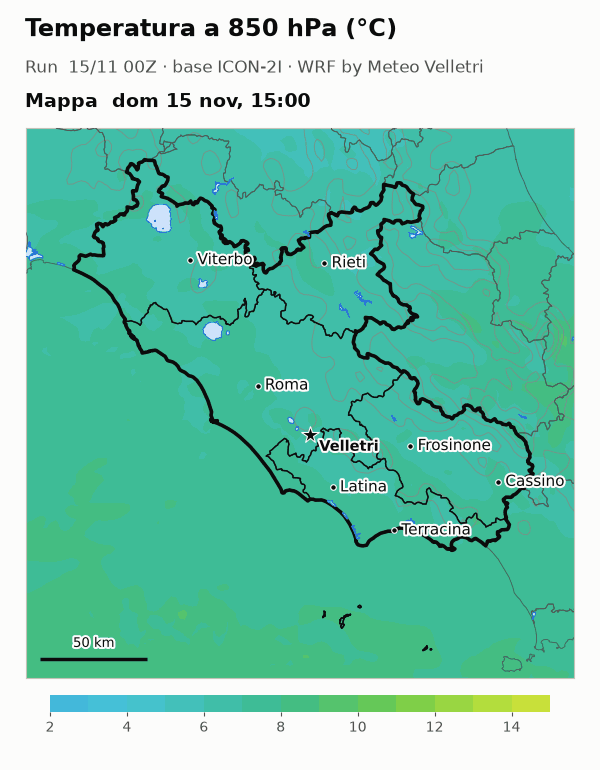 Temperatura a 850 hPa (°C)
Run  15/11 00Z · base ICON-2I · WRF by Meteo Velletri
Mappa  dom 15 nov, 15:00
Viterbo
Rieti
Roma
Velletri
Frosinone
Latina
Cassino
Terracina
50 km
2 4 6 8 10 12 14